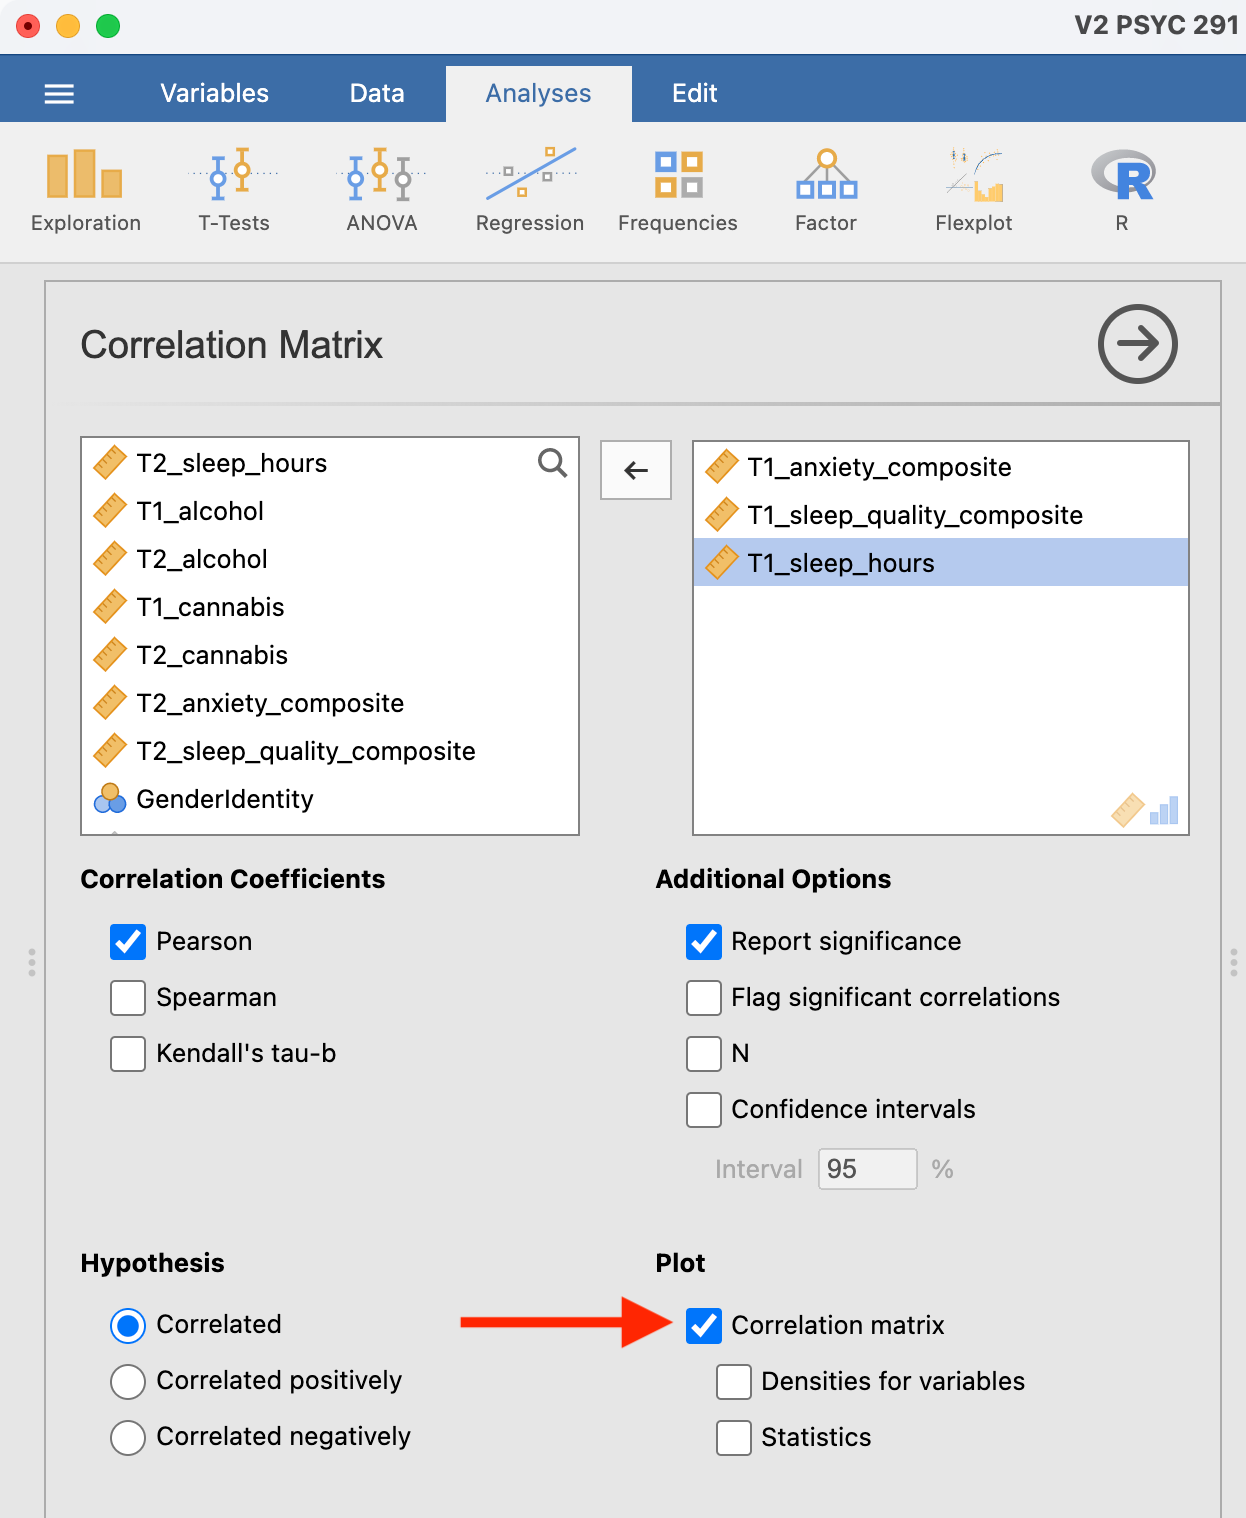 V2 PSYC 291
Variables Data Analyses Edit
Exploration T-Tests ANOVA Regression Frequencies Factor Flexplot R
Correlation Matrix
T2_sleep_hours
T1_alcohol
T2_alcohol
T1_cannabis
T2_cannabis
T2_anxiety_composite
T2_sleep_quality_composite
GenderIdentity
T1_anxiety_composite
T1_sleep_quality_composite
T1_sleep_hours
Correlation Coefficients
Pearson
Spearman
Kendall's tau-b
Additional Options
Report significance
Flag significant correlations
N
Confidence intervals
Interval 95 %
Hypothesis
Correlated
Correlated positively
Correlated negatively
Plot
Correlation matrix
Densities for variables
Statistics